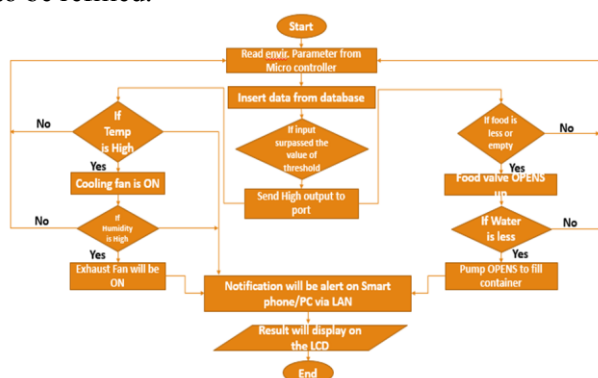 to be refined.
Start
Read envir. Parameter from
Micro controller
Insert data from database
If input
surpassed the
value of
threshold
Send High output to
port
No
If
Temp
is High
Yes
Cooling fan is ON
No
If
Humidity
is High
Yes
Exhaust Fan will be
ON
If food is
less or
empty
No
Yes
Food valve OPENS
up
If Water
is less
No
Yes
Pump OPENS to fill
container
Notification will be alert on Smart
phone/PC via LAN
Result will display on
the LCD
End